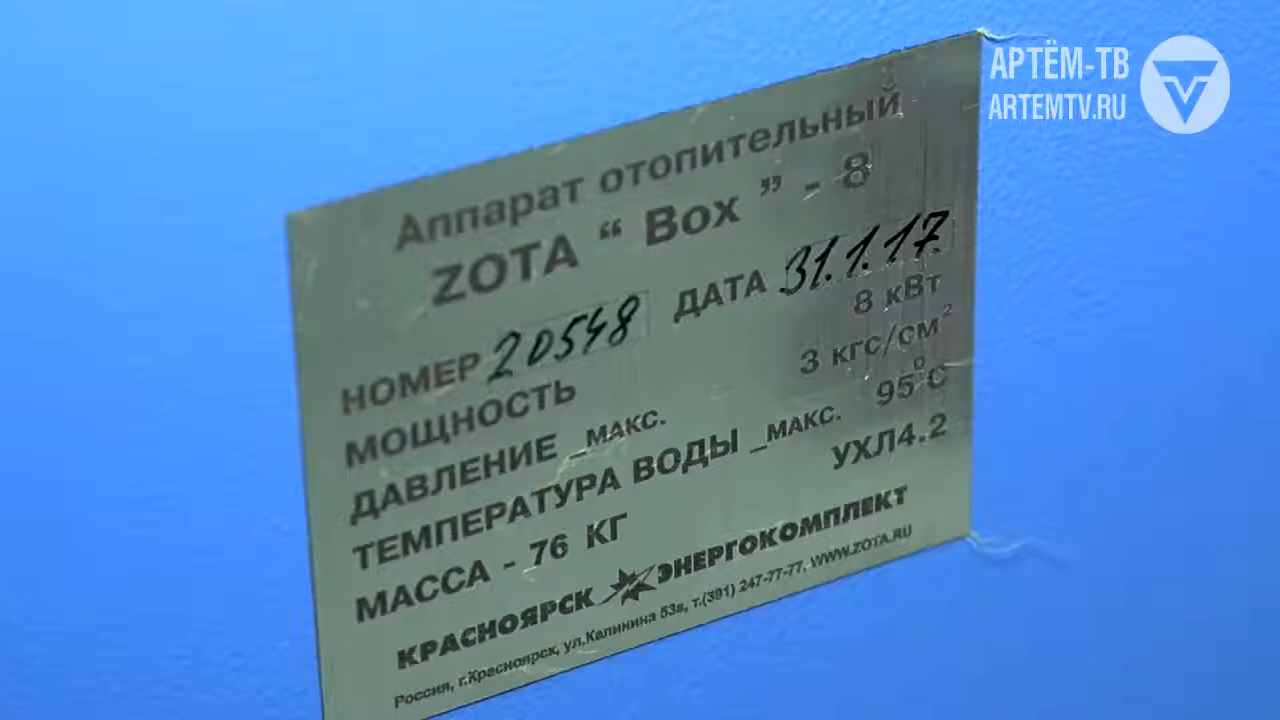 АРТЁМ-ТВ
ARTEMTV.RU
Аппарат отопительный
ZOTA “ Box ” - 8
НОМЕР 20548 ДАТА 31.1.17.
МОЩНОСТЬ 8 кВт
ДАВЛЕНИЕ _МАКС. 3 кгс/см²
ТЕМПЕРАТУРА ВОДЫ _МАКС. 95°С
МАССА - 76 КГ УХЛ4.2
КРАСНОЯРСК ЭНЕРГОКОМПЛЕКТ
Россия, г.Красноярск, ул.Калинина 53а, т.(391) 247-77-77, WWW.ZOTA.RU